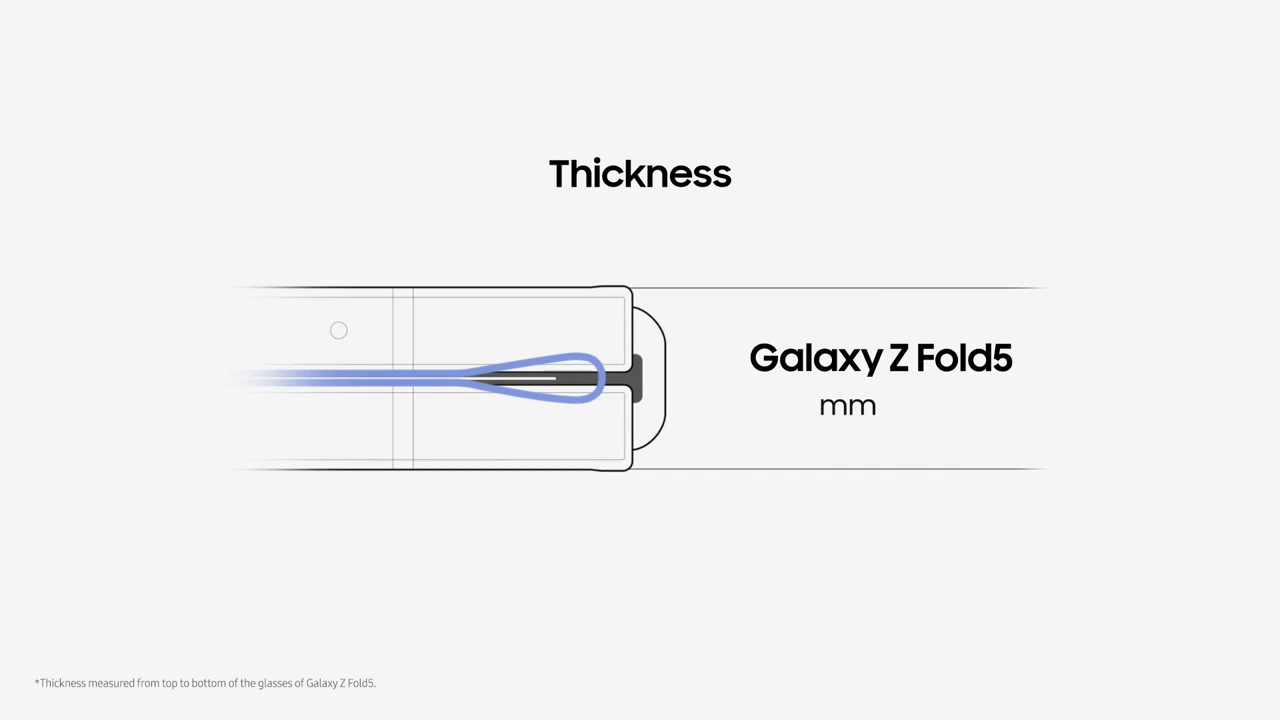 Thickness
Galaxy Z Fold5
mm
*Thickness measured from top to bottom of the glasses of Galaxy Z Fold5.